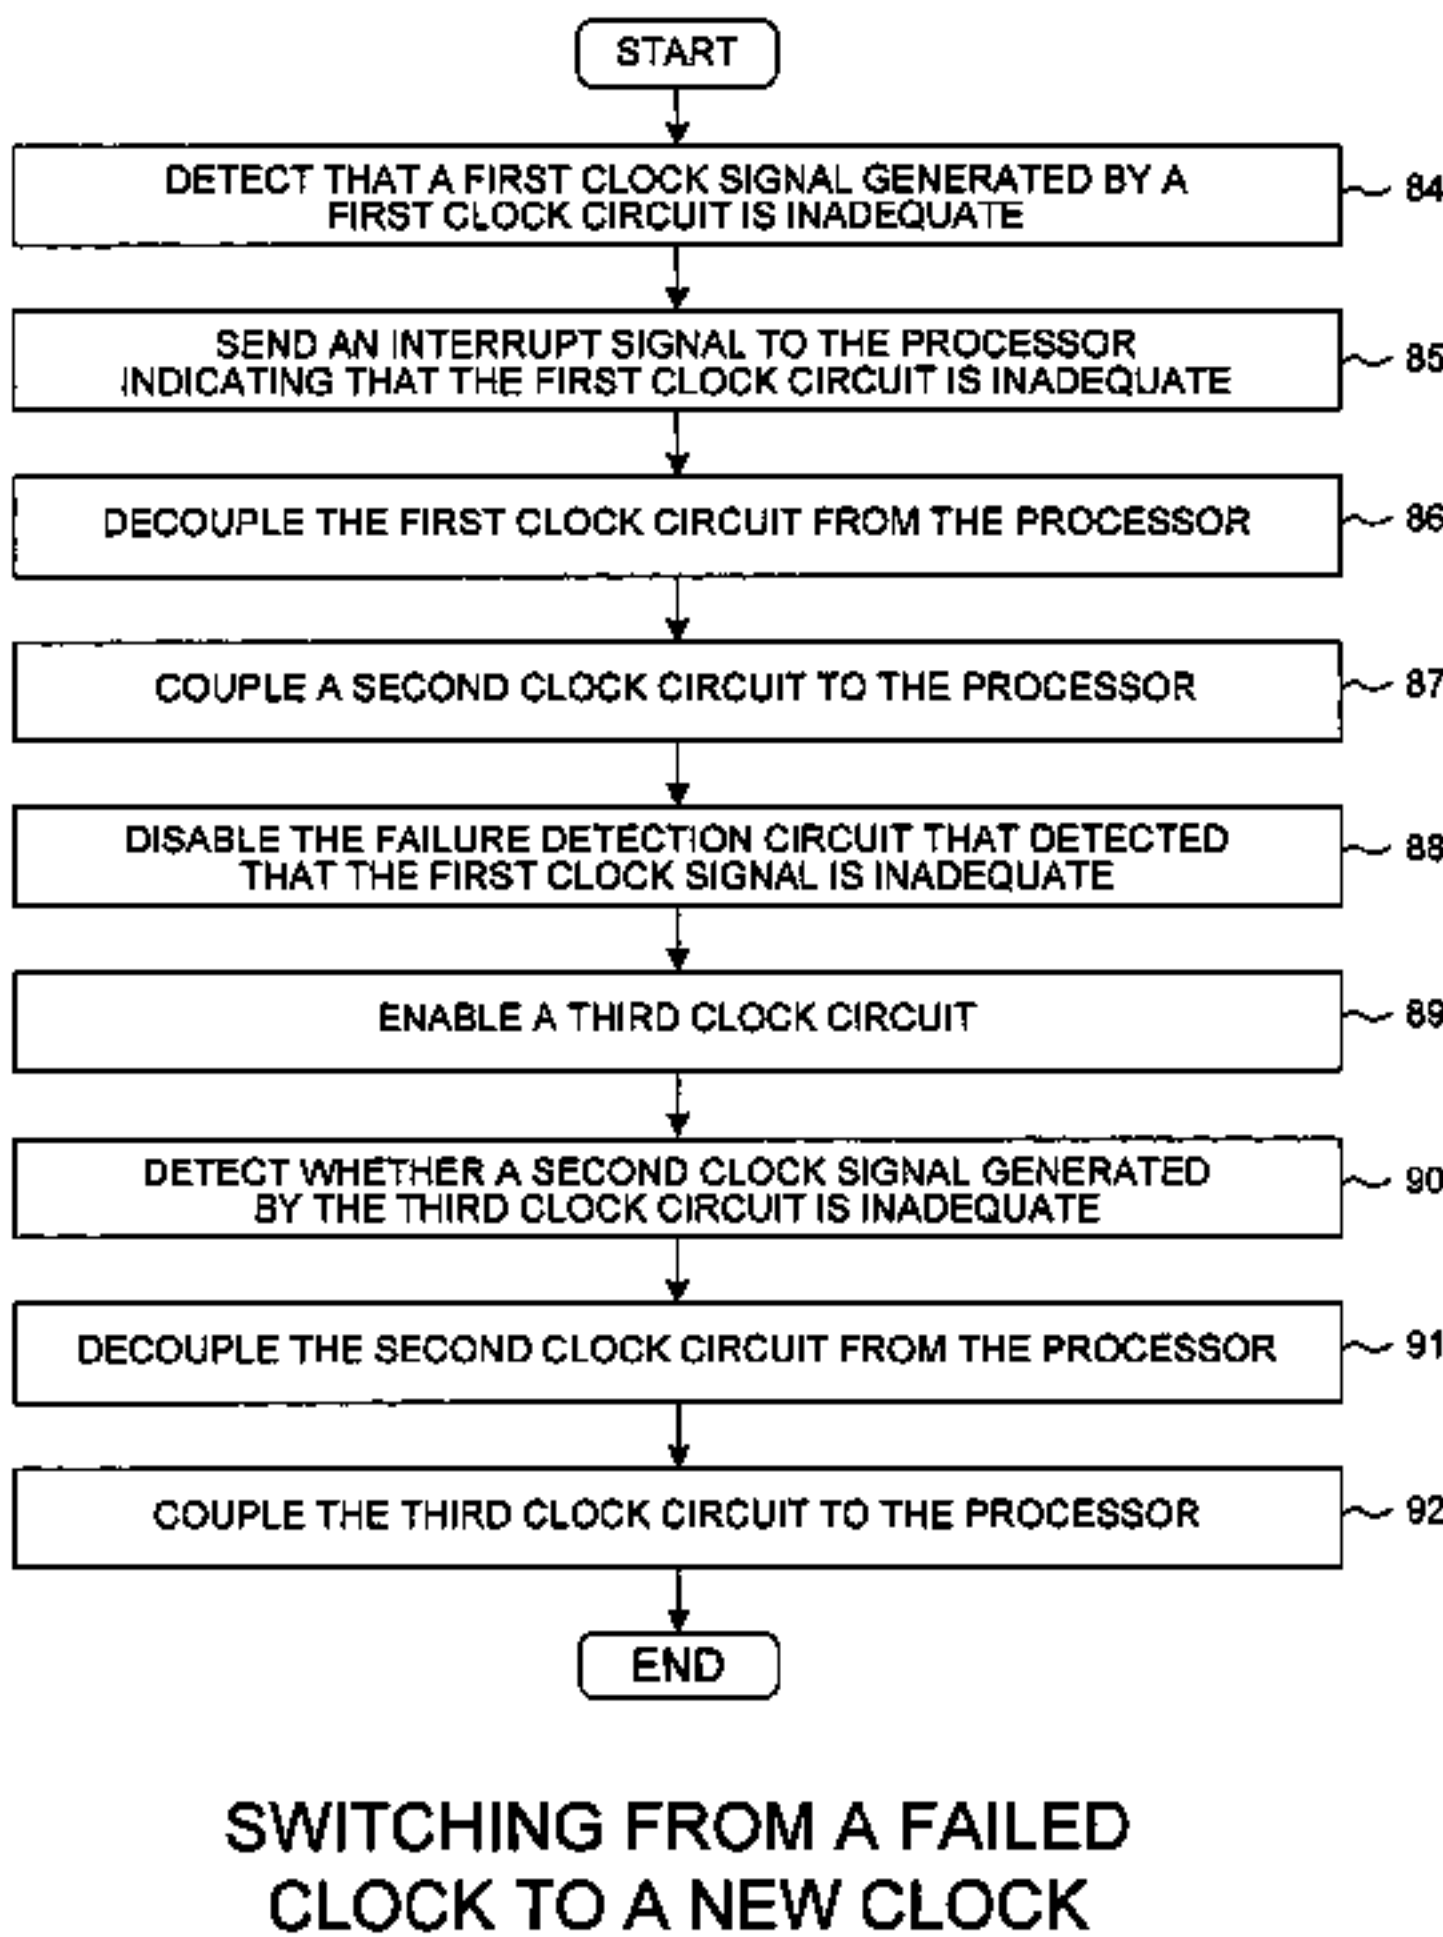 START
DETECT THAT A FIRST CLOCK SIGNAL GENERATED BY A
FIRST CLOCK CIRCUIT IS INADEQUATE
84
SEND AN INTERRUPT SIGNAL TO THE PROCESSOR
INDICATING THAT THE FIRST CLOCK CIRCUIT IS INADEQUATE
85
DECOUPLE THE FIRST CLOCK CIRCUIT FROM THE PROCESSOR
86
COUPLE A SECOND CLOCK CIRCUIT TO THE PROCESSOR
87
DISABLE THE FAILURE DETECTION CIRCUIT THAT DETECTED
THAT THE FIRST CLOCK SIGNAL IS INADEQUATE
88
ENABLE A THIRD CLOCK CIRCUIT
89
DETECT WHETHER A SECOND CLOCK SIGNAL GENERATED
BY THE THIRD CLOCK CIRCUIT IS INADEQUATE
90
DECOUPLE THE SECOND CLOCK CIRCUIT FROM THE PROCESSOR
91
COUPLE THE THIRD CLOCK CIRCUIT TO THE PROCESSOR
92
END
SWITCHING FROM A FAILED
CLOCK TO A NEW CLOCK